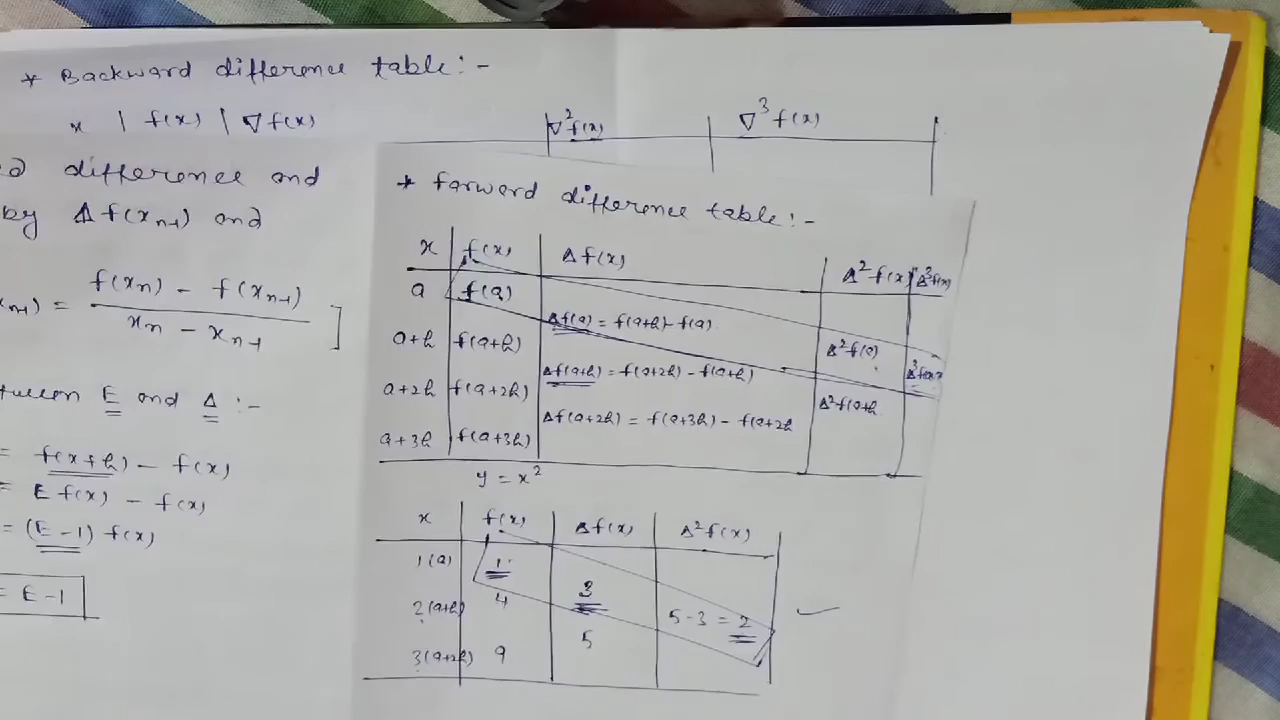 * Backward difference table:-
x | f(x) | ∇f(x) | ∇²f(x) | ∇³f(x)
difference and
by Δf(xn-1) and
= f(xn) - f(xn-1) / xn - xn-1 ]
E and Δ :-
= f(x+h) - f(x)
= E f(x) - f(x)
= (E-1) f(x)
= E-1
* Forward difference table:-
x | f(x) | Δf(x) | Δ²f(x) | Δ³f(x)
a | f(a)
Δf(a) = f(a+h) - f(a)
a+h | f(a+h) | Δ²f(a)
Δf(a+h) = f(a+2h) - f(a+h)
a+2h | f(a+2h) | Δ²f(a+h
Δf(a+2h) = f(a+3h) - f(a+2h
a+3h | f(a+3h)
y = x²
x | f(x) | Δf(x) | Δ²f(x)
1(a) | 1
3
2(a+h) | 4 | 5-3 = 2
5
3(a+2h) | 9